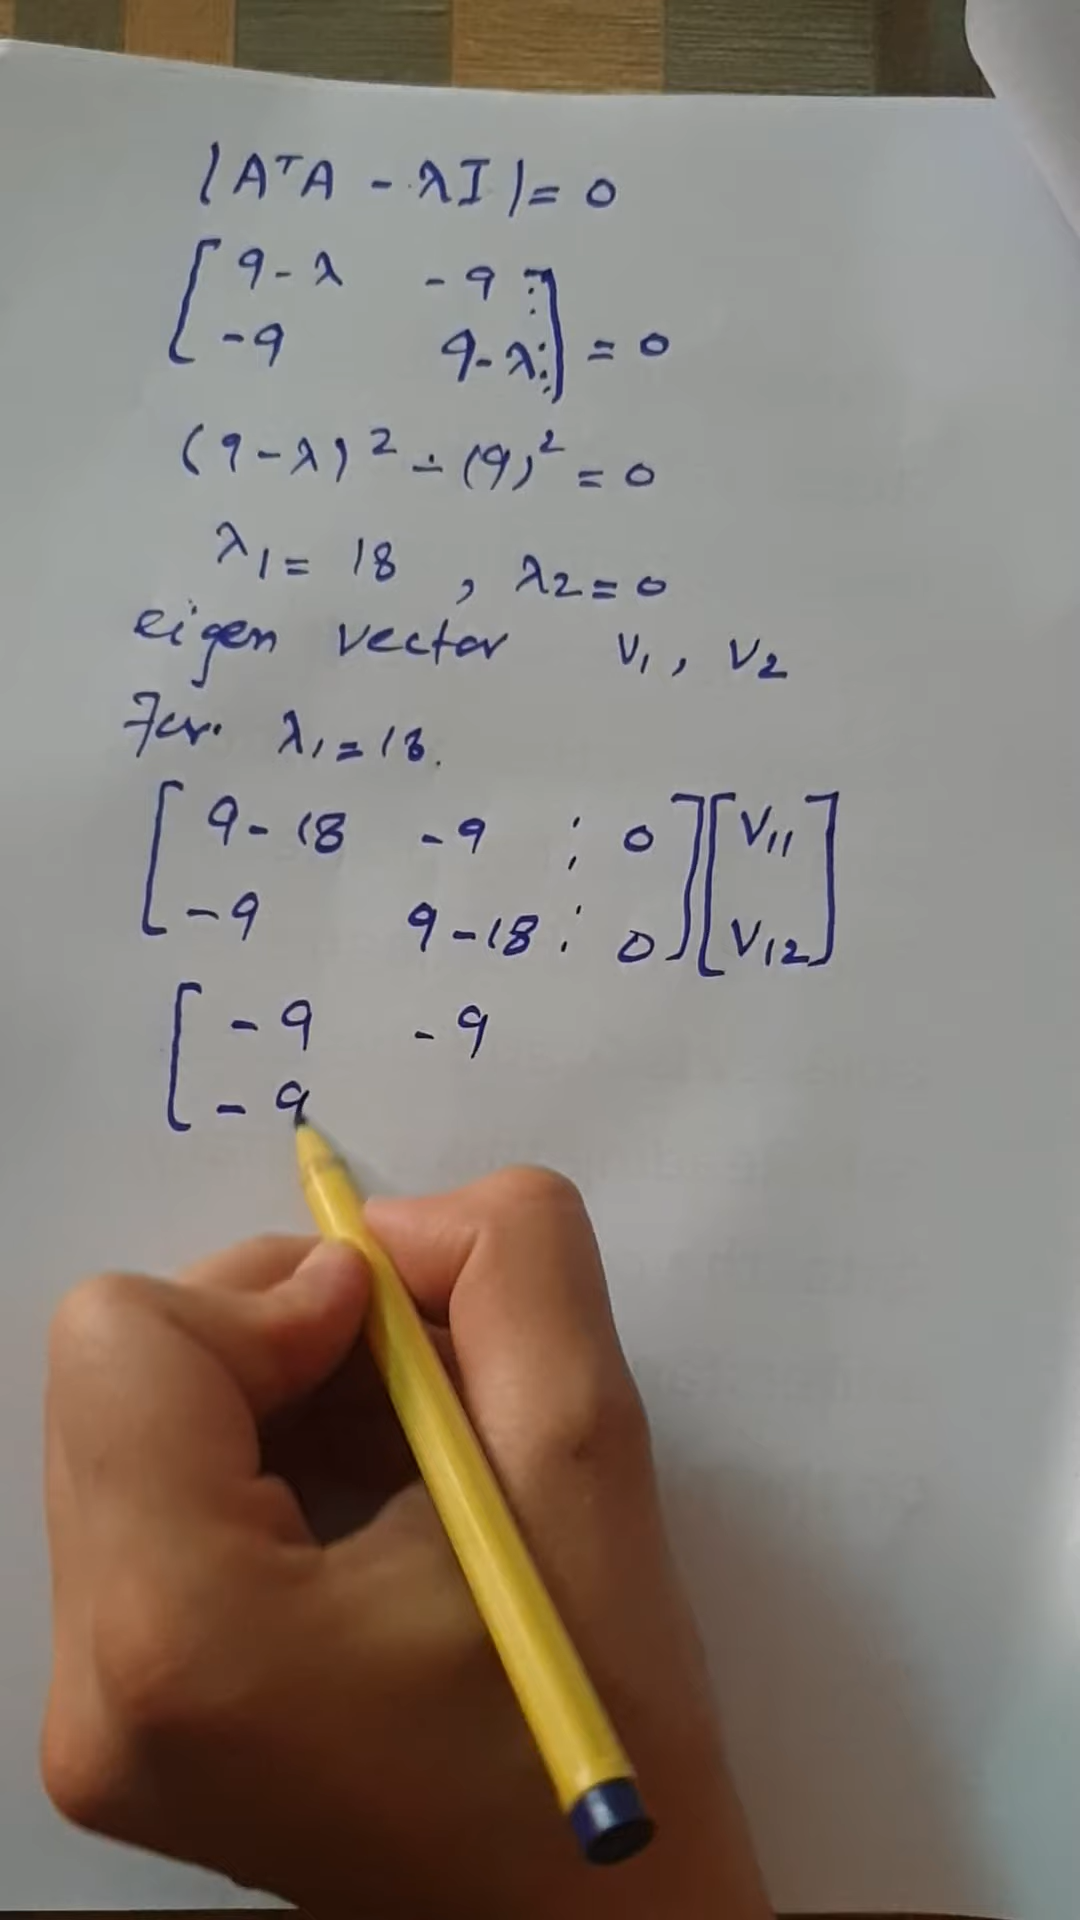 |AᵀA - λI| = 0
[ 9-λ -9 :
-9 9-λ : ] = 0
(9-λ)² - (9)² = 0
λ1 = 18 , λ2 = 0
eigen vector V1, V2
For. λ1 = 18.
[ 9-18 -9 : 0 ] [ V11 ]
[ -9 9-18 : 0 ] [ V12 ]
[ -9 -9
-9